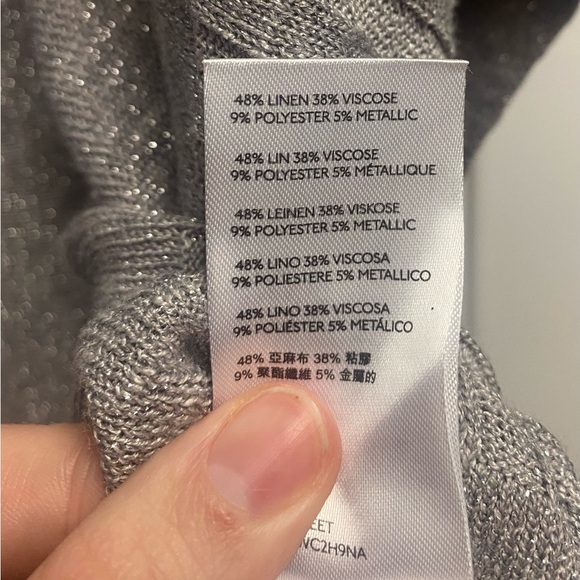 48% LINEN 38% VISCOSE
9% POLYESTER 5% METALLIC
48% LIN 38% VISCOSE
9% POLYESTER 5% MÉTALLIQUE
48% LEINEN 38% VISKOSE
9% POLYESTER 5% METALLIC
48% LINO 38% VISCOSA
9% POLIESTERE 5% METALLICO
48% LINO 38% VISCOSA
9% POLIÉSTER 5% METÁLICO
48% 亞麻布 38% 粘膠
9% 聚酯纖維 5% 金屬的